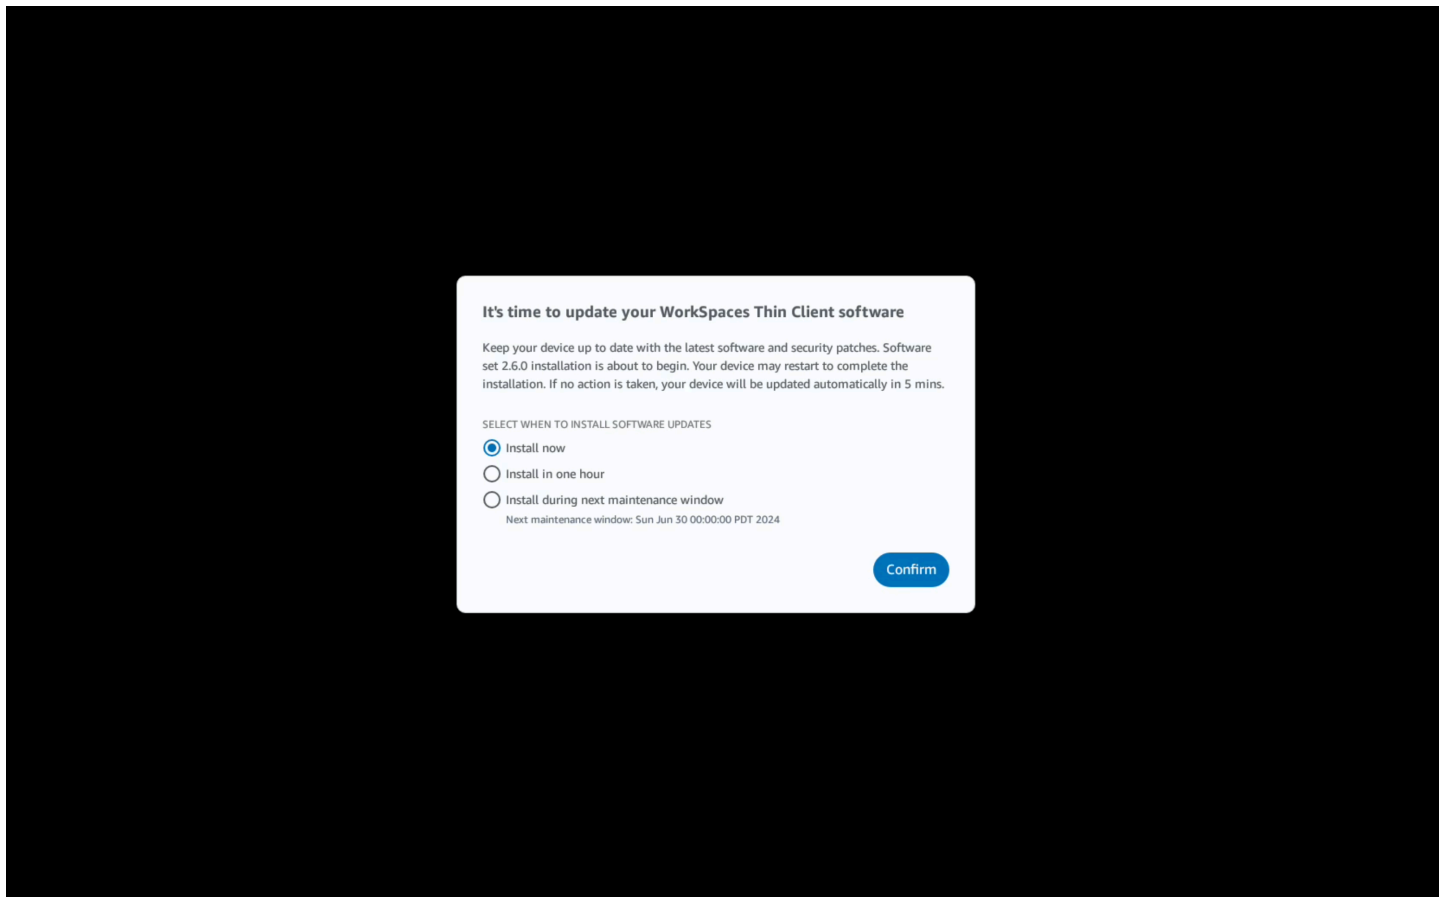 It's time to update your WorkSpaces Thin Client software
Keep your device up to date with the latest software and security patches. Software
set 2.6.0 installation is about to begin. Your device may restart to complete the
installation. If no action is taken, your device will be updated automatically in 5 mins.
SELECT WHEN TO INSTALL SOFTWARE UPDATES
Install now
Install in one hour
Install during next maintenance window
Next maintenance window: Sun Jun 30 00:00:00 PDT 2024
Confirm